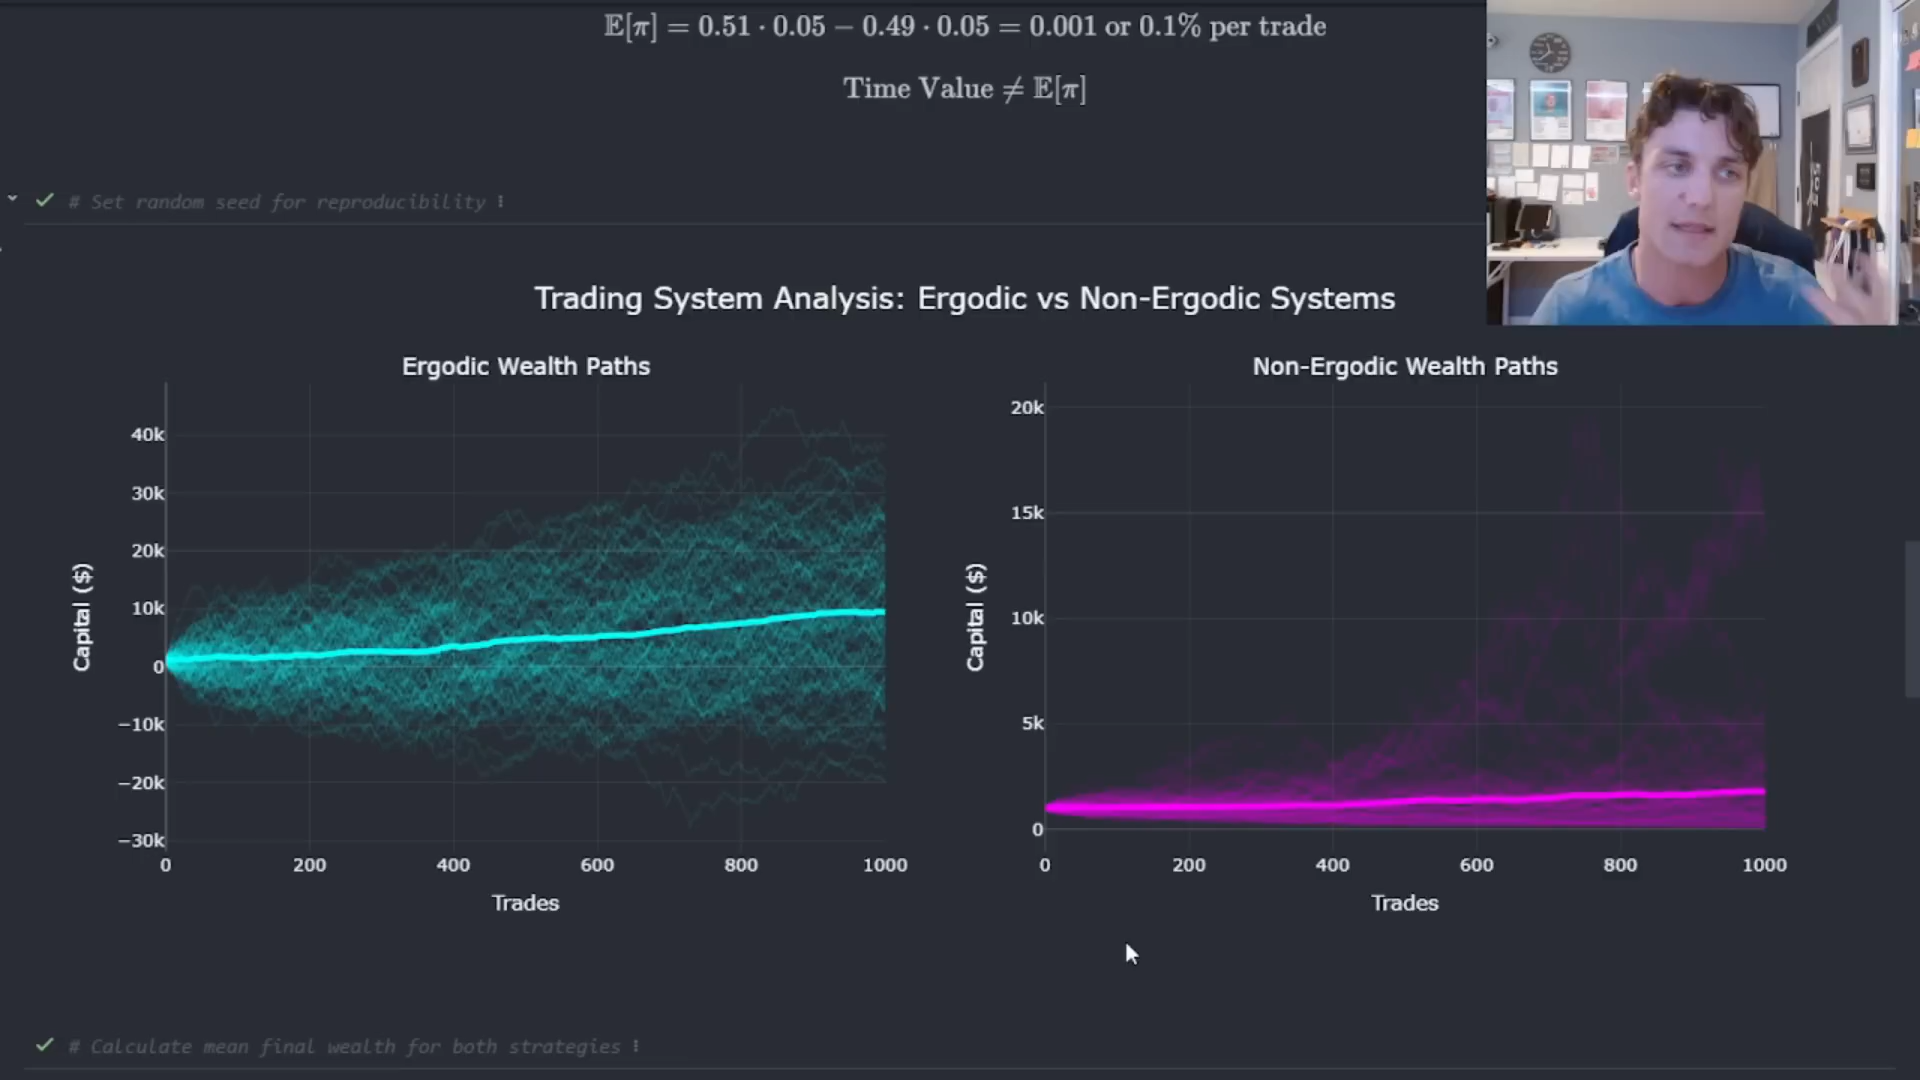 𝔼[π] = 0.51 · 0.05 − 0.49 · 0.05 = 0.001 or 0.1% per trade
Time Value ≠ 𝔼[π]
# Set random seed for reproducibility
Trading System Analysis: Ergodic vs Non-Ergodic Systems
Ergodic Wealth Paths
40k
30k
20k
10k
0
−10k
−20k
−30k
Capital ($)
0 200 400 600 800 1000
Trades
Non-Ergodic Wealth Paths
20k
15k
10k
5k
0
Capital ($)
0 200 400 600 800 1000
Trades
# Calculate mean final wealth for both strategies